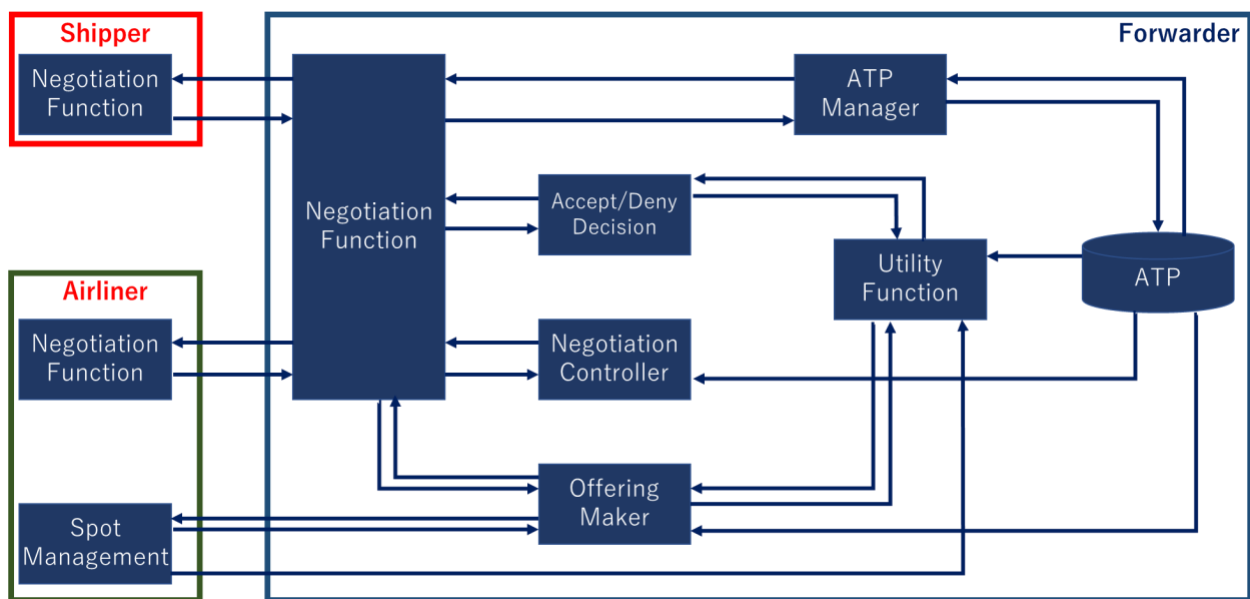 Shipper
Negotiation
Function
Airliner
Negotiation
Function
Spot
Management
Forwarder
Negotiation
Function
ATP
Manager
Accept/Deny
Decision
Utility
Function
ATP
Negotiation
Controller
Offering
Maker